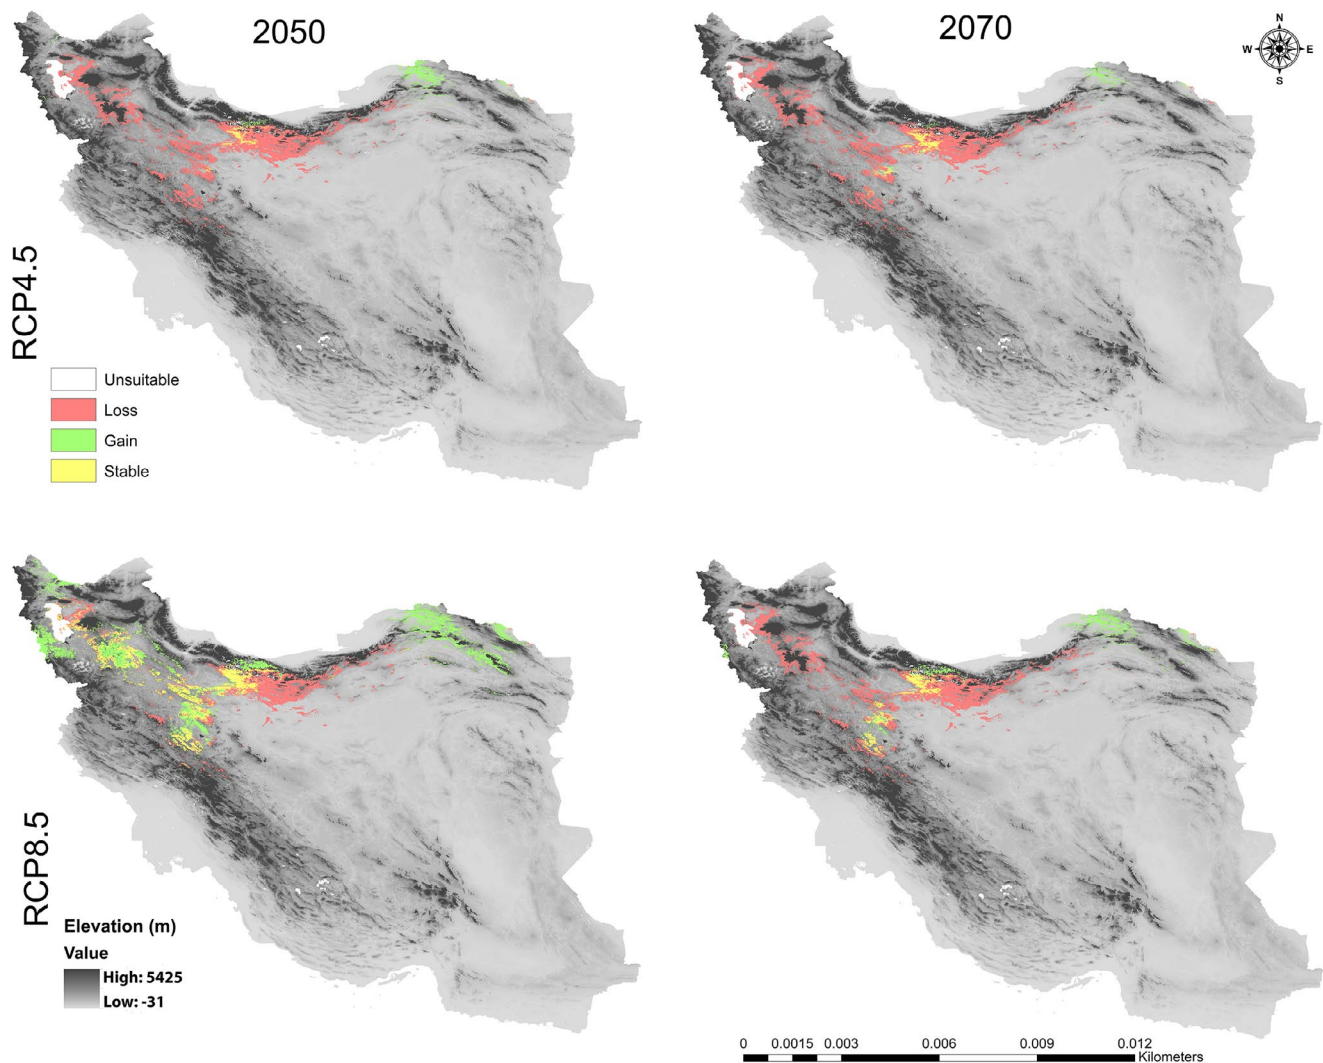 2050
2070
N
W E
S
RCP4.5
Unsuitable
Loss
Gain
Stable
RCP8.5
Elevation (m)
Value
High: 5425
Low: -31
0 0.0015 0.003 0.006 0.009 0.012
Kilometers